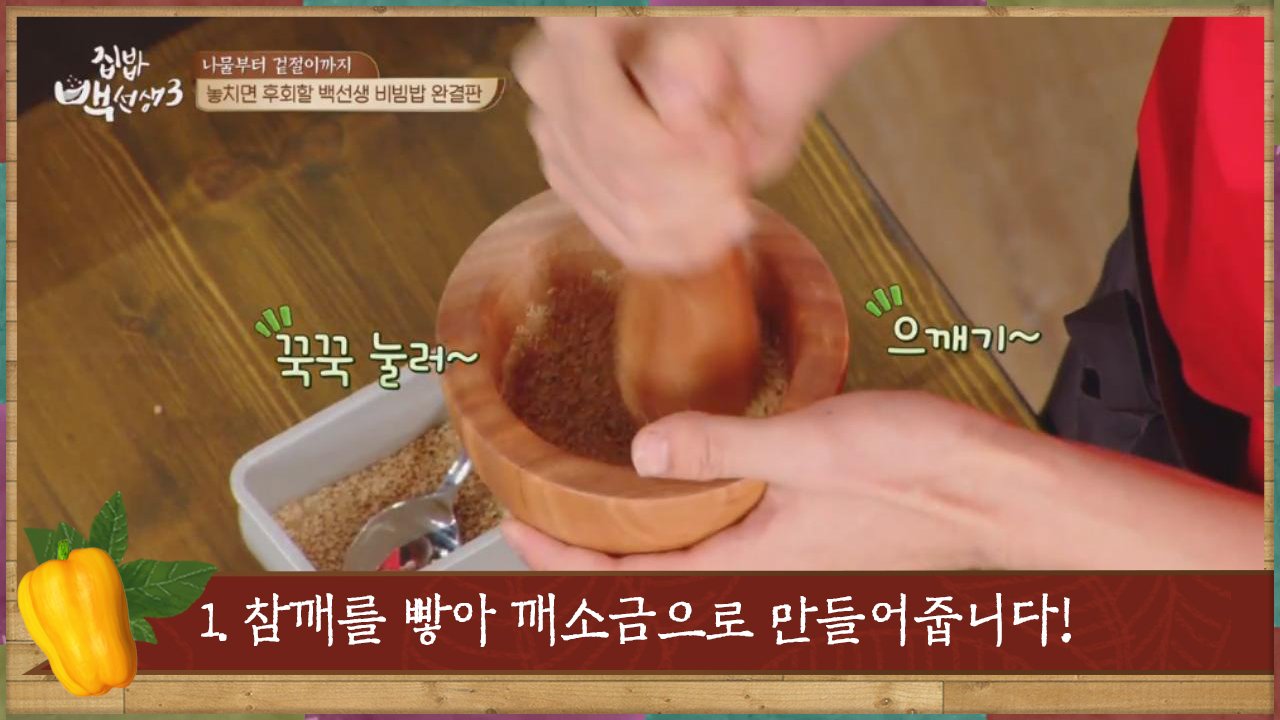 집밥
백선생3
나물부터 겉절이까지
놓치면 후회할 백선생 비빔밥 완결판
꾹꾹 눌러~
으깨기~
1. 참깨를 빻아 깨소금으로 만들어줍니다!